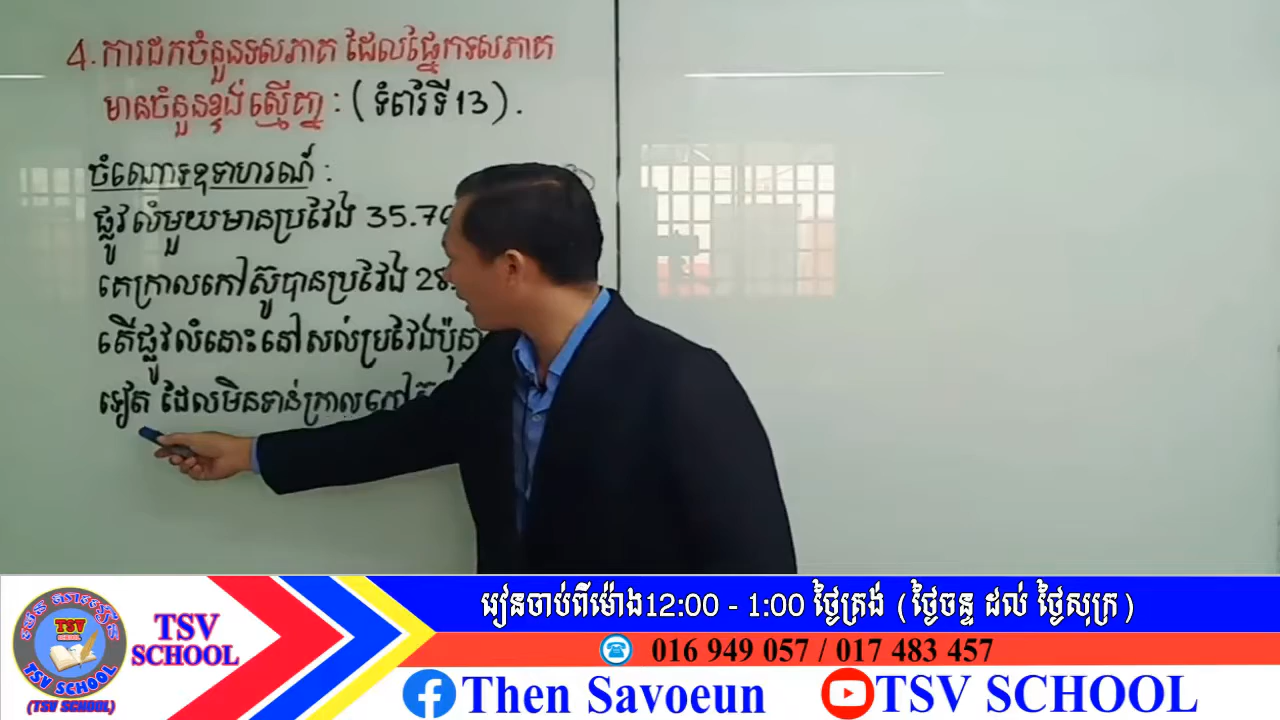 4. ការដកចំនួនទសភាគ ដែលផ្នែកទសភាគ
មានចំនួនខ្ទង់ស្មើគ្នា : (ទំព័រទី13).
ចំណោទឧទាហរណ៍ :
ផ្លូវលំមួយមានប្រវែង 35.7
គេក្រាលកៅស៊ូបានប្រវែង 28.
តើផ្លូវលំនោះនៅសល់ប្រវែងប៉ុន្មា
ទៀត ដែលមិនទាន់ក្រាលកៅស៊
TSV
SCHOOL
TSV SCHOOL
(TSV SCHOOL)
TSV
SCHOOL
រៀនចាប់ពីម៉ោង12:00 - 1:00 ថ្ងៃត្រង់ (ថ្ងៃចន្ទ ដល់ ថ្ងៃសុក្រ)
016 949 057 / 017 483 457
Then Savoeun
TSV SCHOOL